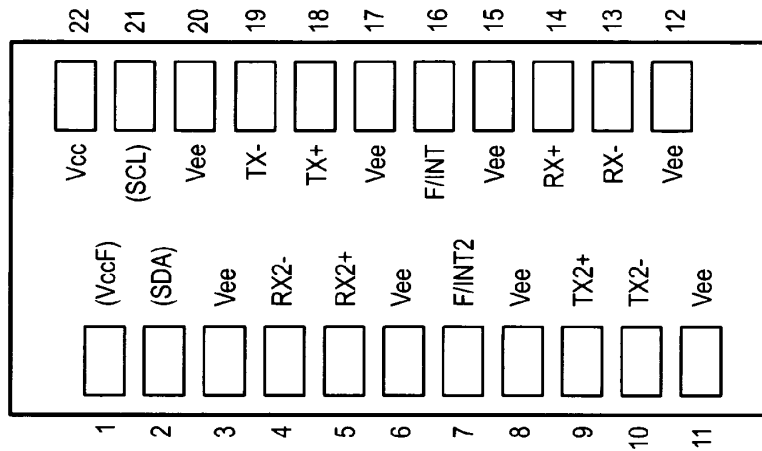 22 21 20 19 18 17 16 15 14 13 12
Vcc (SCL) Vee TX- TX+ Vee F/INT Vee RX+ RX- Vee
(VccF) (SDA) Vee RX2- RX2+ Vee F/INT2 Vee TX2+ TX2- Vee
1 2 3 4 5 6 7 8 9 10 11